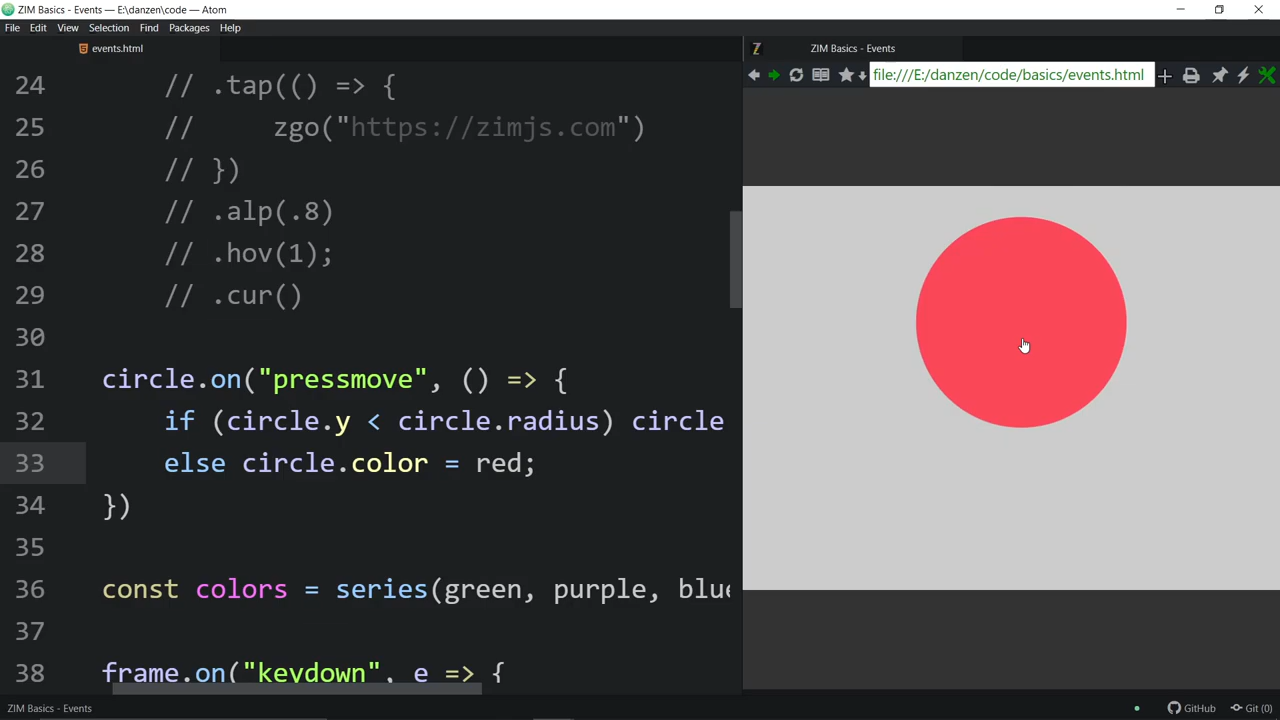 ZIM Basics - Events — E:\danzen\code — Atom
File Edit View Selection Find Packages Help
events.html
24 // .tap(() => {
25 // zgo("https://zimjs.com")
26 // })
27 // .alp(.8)
28 // .hov(1);
29 // .cur()
30
31 circle.on("pressmove", () => {
32 if (circle.y < circle.radius) circle
33 else circle.color = red;
34 })
35
36 const colors = series(green, purple, blue
37
38 frame.on("keydown", e => {
ZIM Basics - Events
file:///E:/danzen/code/basics/events.html
ZIM Basics - Events
GitHub Git (0)